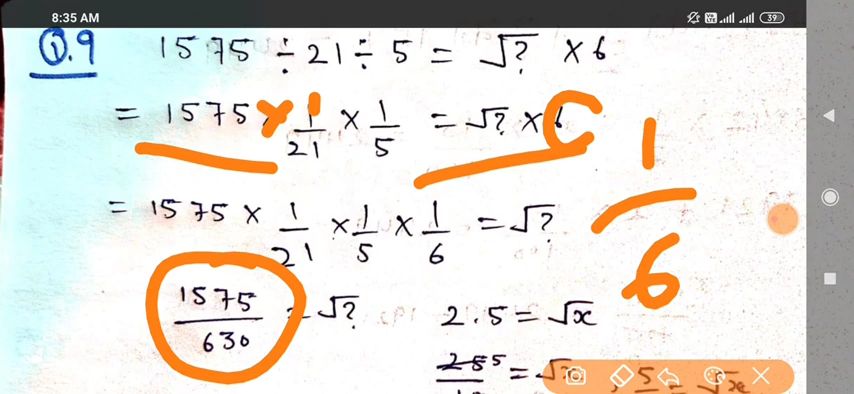 8:35 AM 39
Q.9 1575 ÷ 21 ÷ 5 = √? × 6
= 1575 × 1/21 × 1/5 = √? × 6
1/6
= 1575 × 1/21 × 1/5 × 1/6 = √?
1575/630 = √? 2.5 = √x